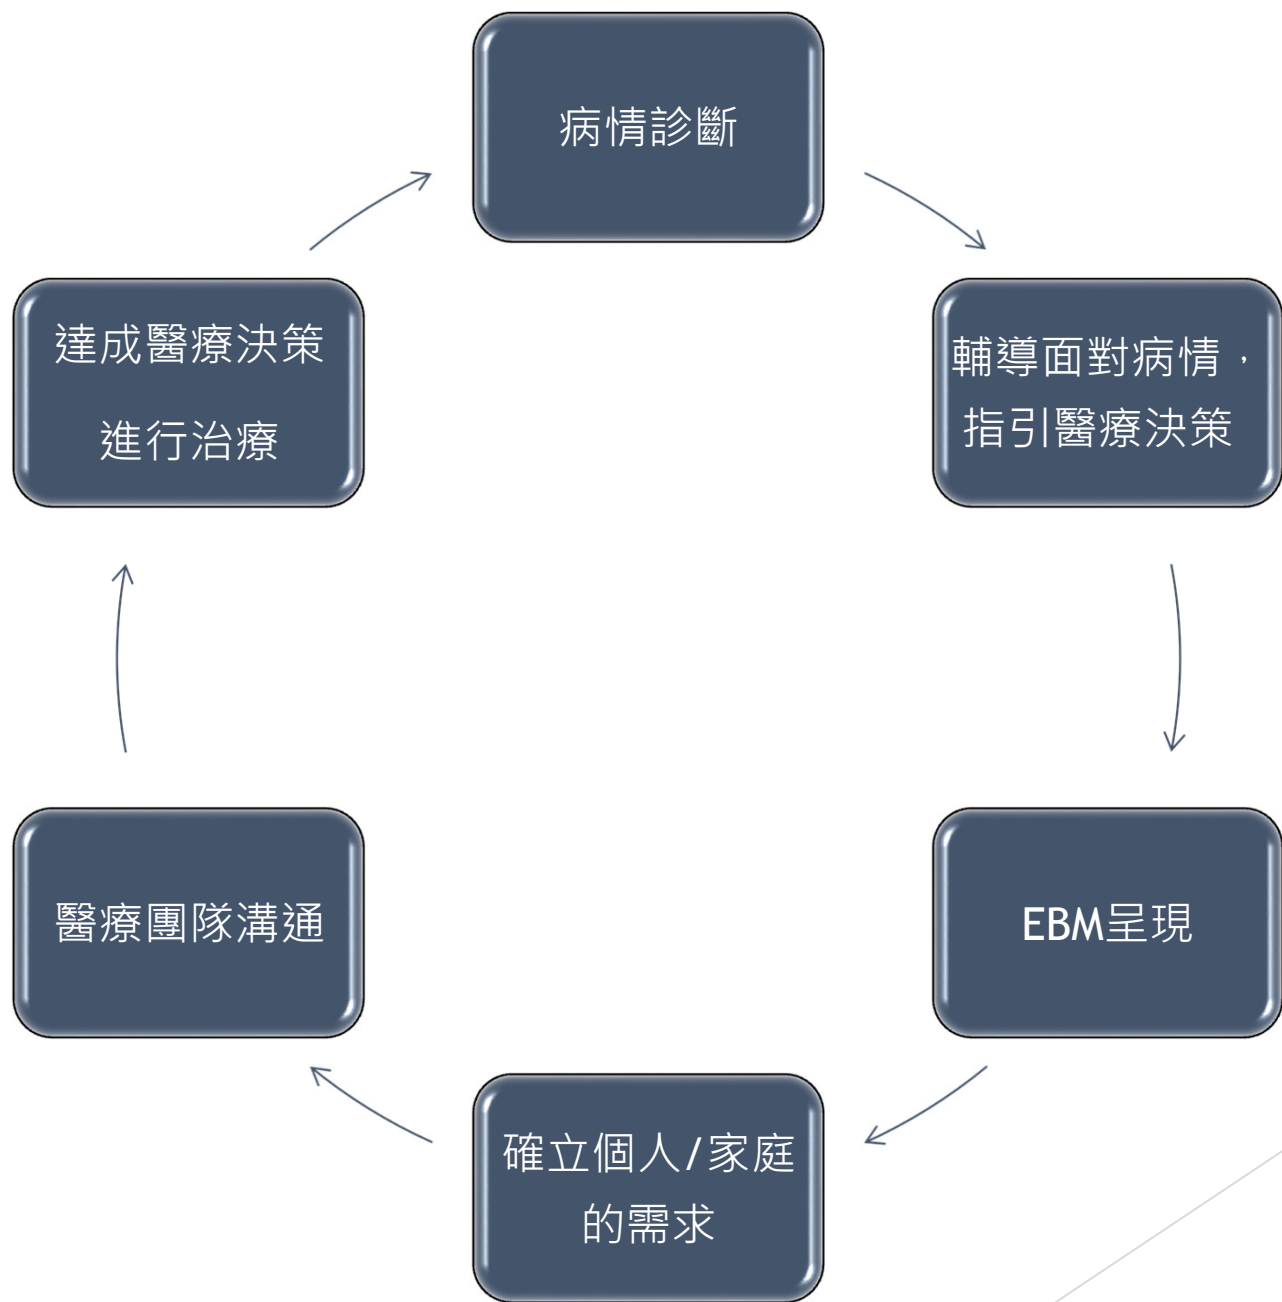 病情診斷
輔導面對病情，
指引醫療決策
EBM呈現
確立個人/家庭
的需求
醫療團隊溝通
達成醫療決策
進行治療